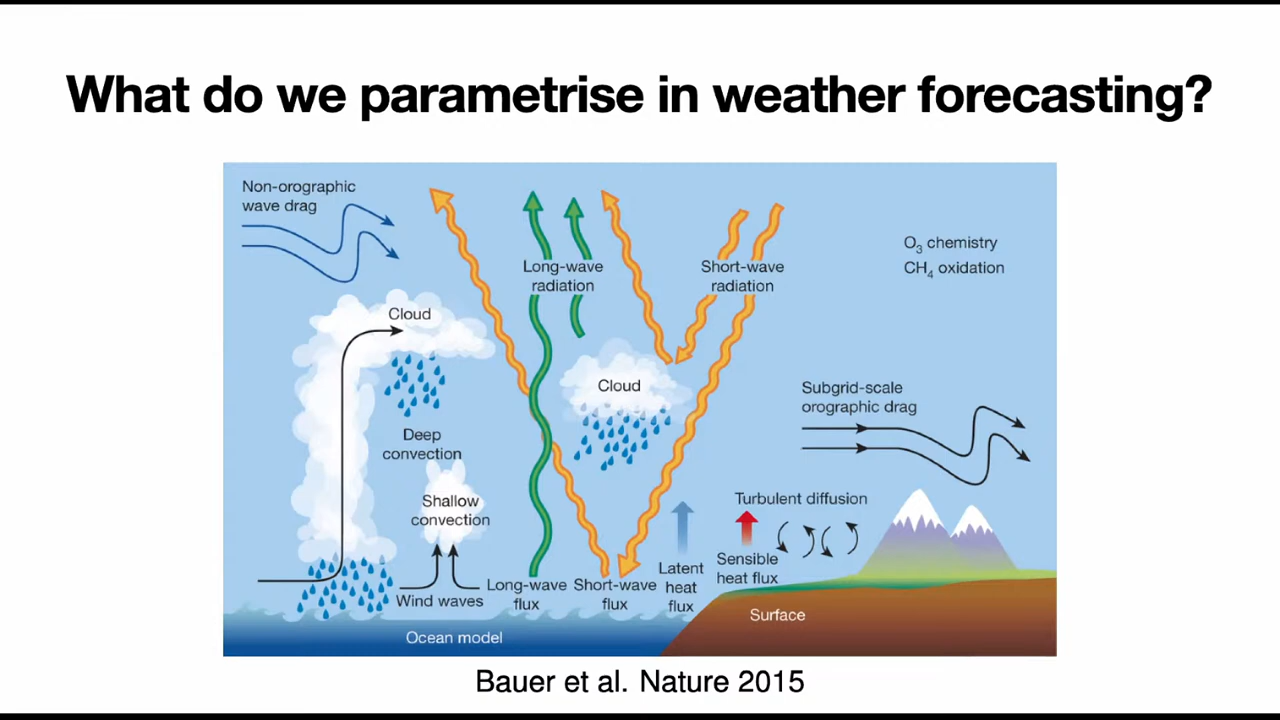 What do we parametrise in weather forecasting?
Non-orographic
wave drag
Long-wave
radiation
Short-wave
radiation
O₃ chemistry
CH₄ oxidation
Cloud
Cloud
Subgrid-scale
orographic drag
Deep
convection
Shallow
convection
Turbulent diffusion
Sensible
heat flux
Latent
heat
flux
Long-wave
flux
Short-wave
flux
Wind waves
Surface
Ocean model
Bauer et al. Nature 2015